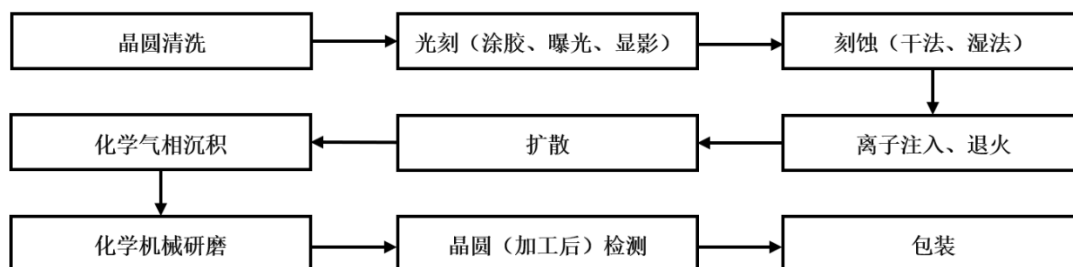 晶圆清洗
光刻（涂胶、曝光、显影）
刻蚀（干法、湿法）
离子注入、退火
扩散
化学气相沉积
化学机械研磨
晶圆（加工后）检测
包装